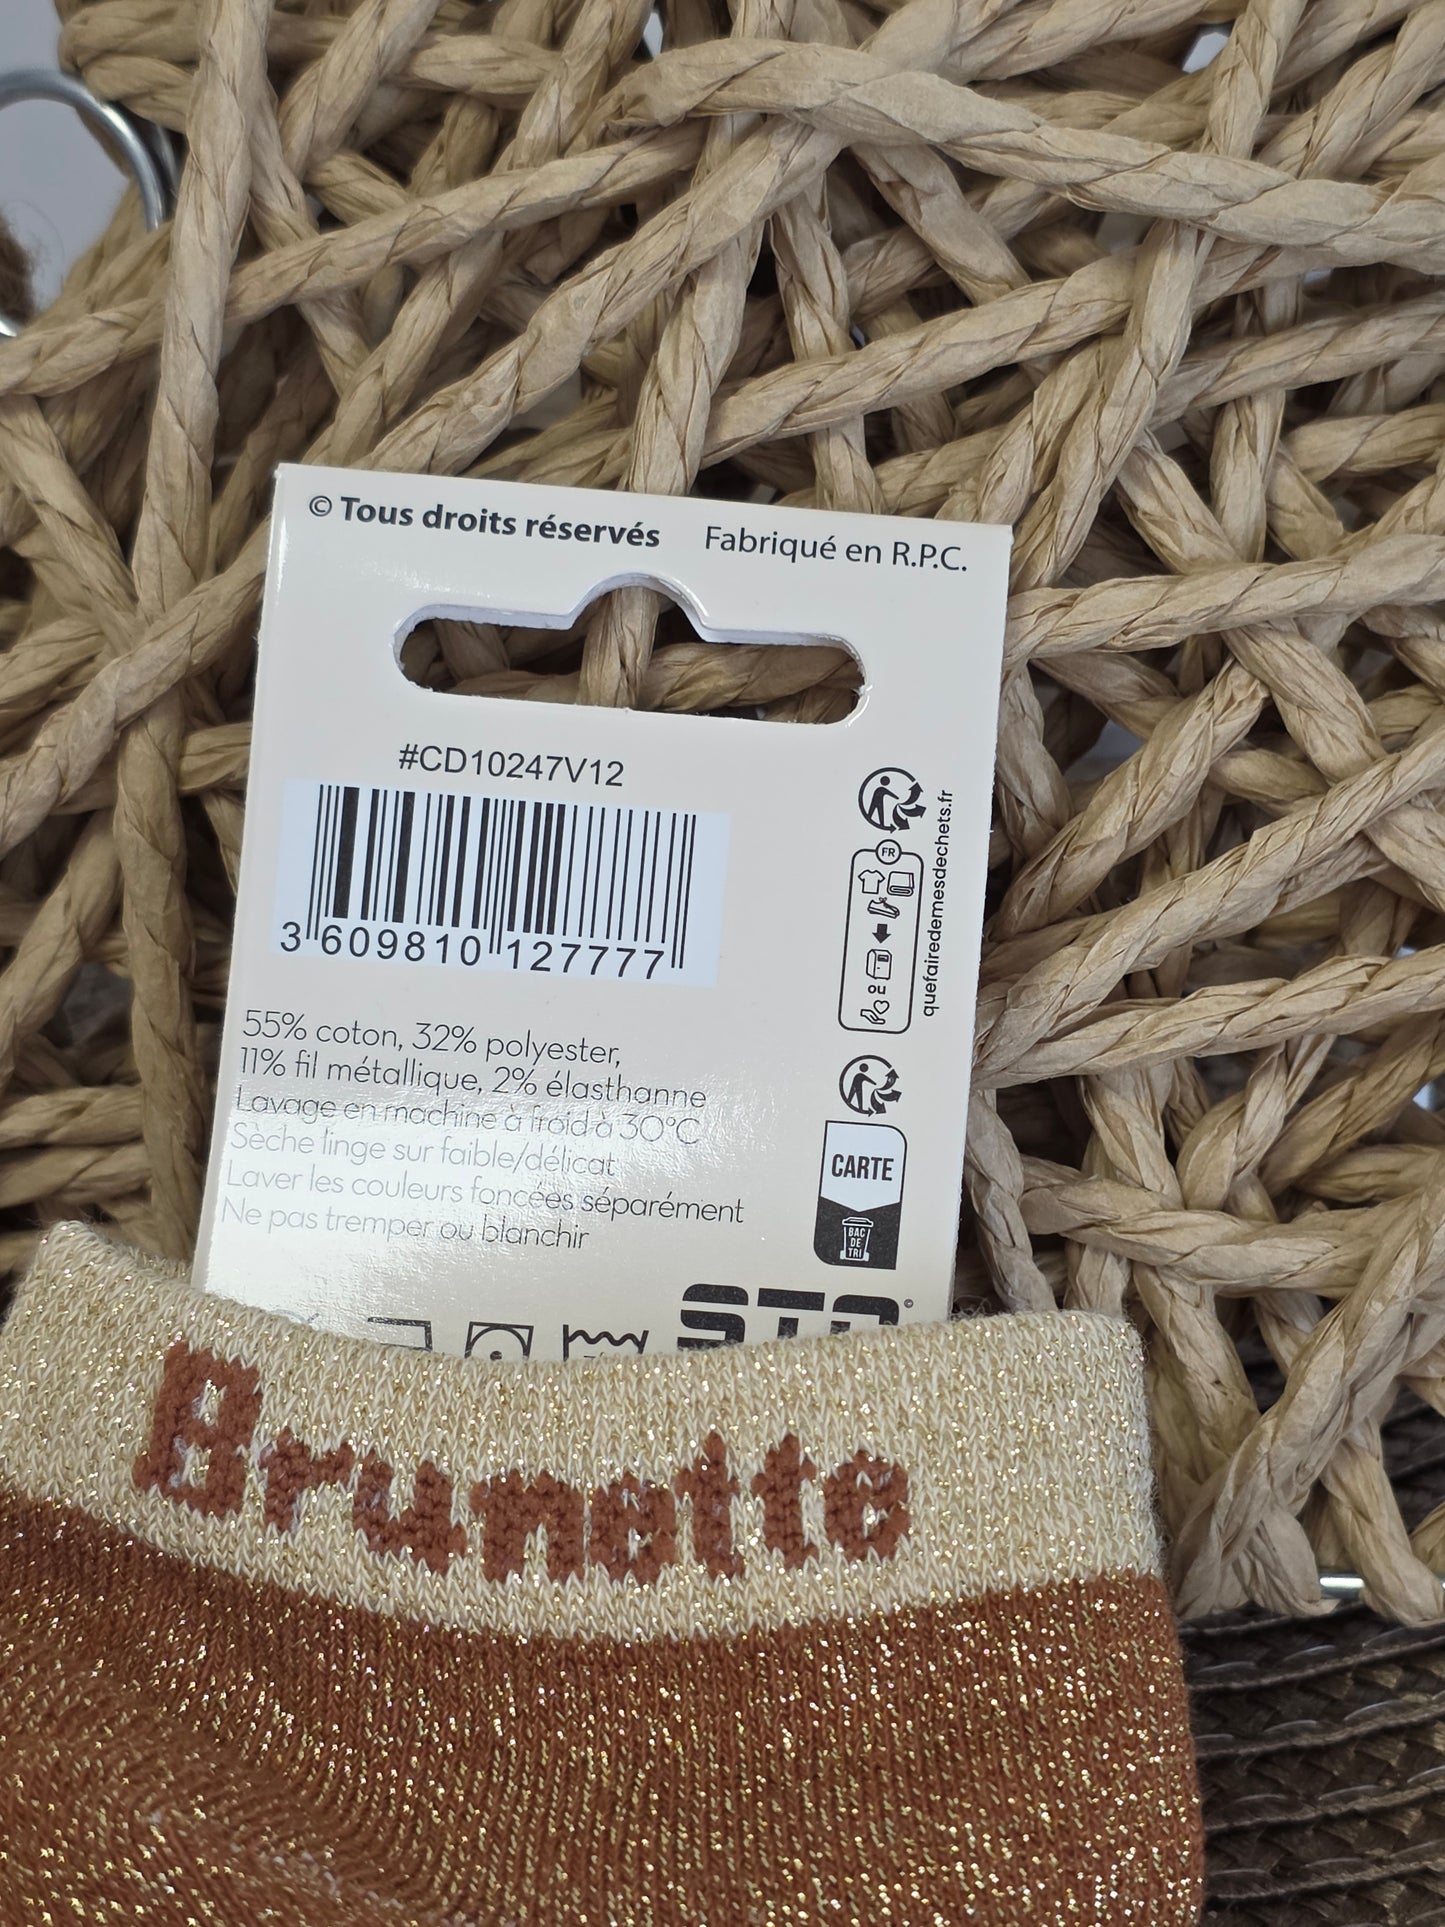 © Tous droits réservés Fabriqué en R.P.C.
#CD10247V12
3 609810 127777
FR
ou
quefairedemesdechets.fr
55% coton, 32% polyester,
11% fil métallique, 2% élasthanne
Lavage en machine à froid à 30°C
Sèche linge sur faible/délicat
Laver les couleurs foncées séparément
Ne pas tremper ou blanchir
CARTE
BAC
DE
TRI
Brunette